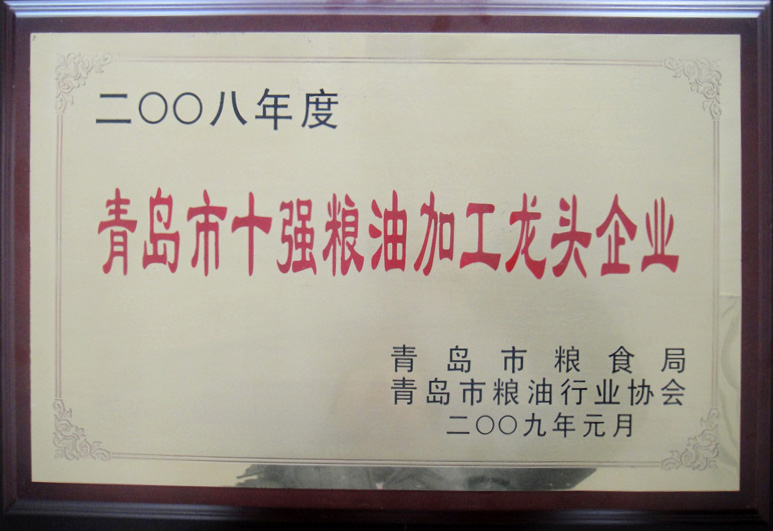 二〇〇八年度
青岛市十强粮油加工龙头企业
青岛市粮食局
青岛市粮油行业协会
二〇〇九年元月